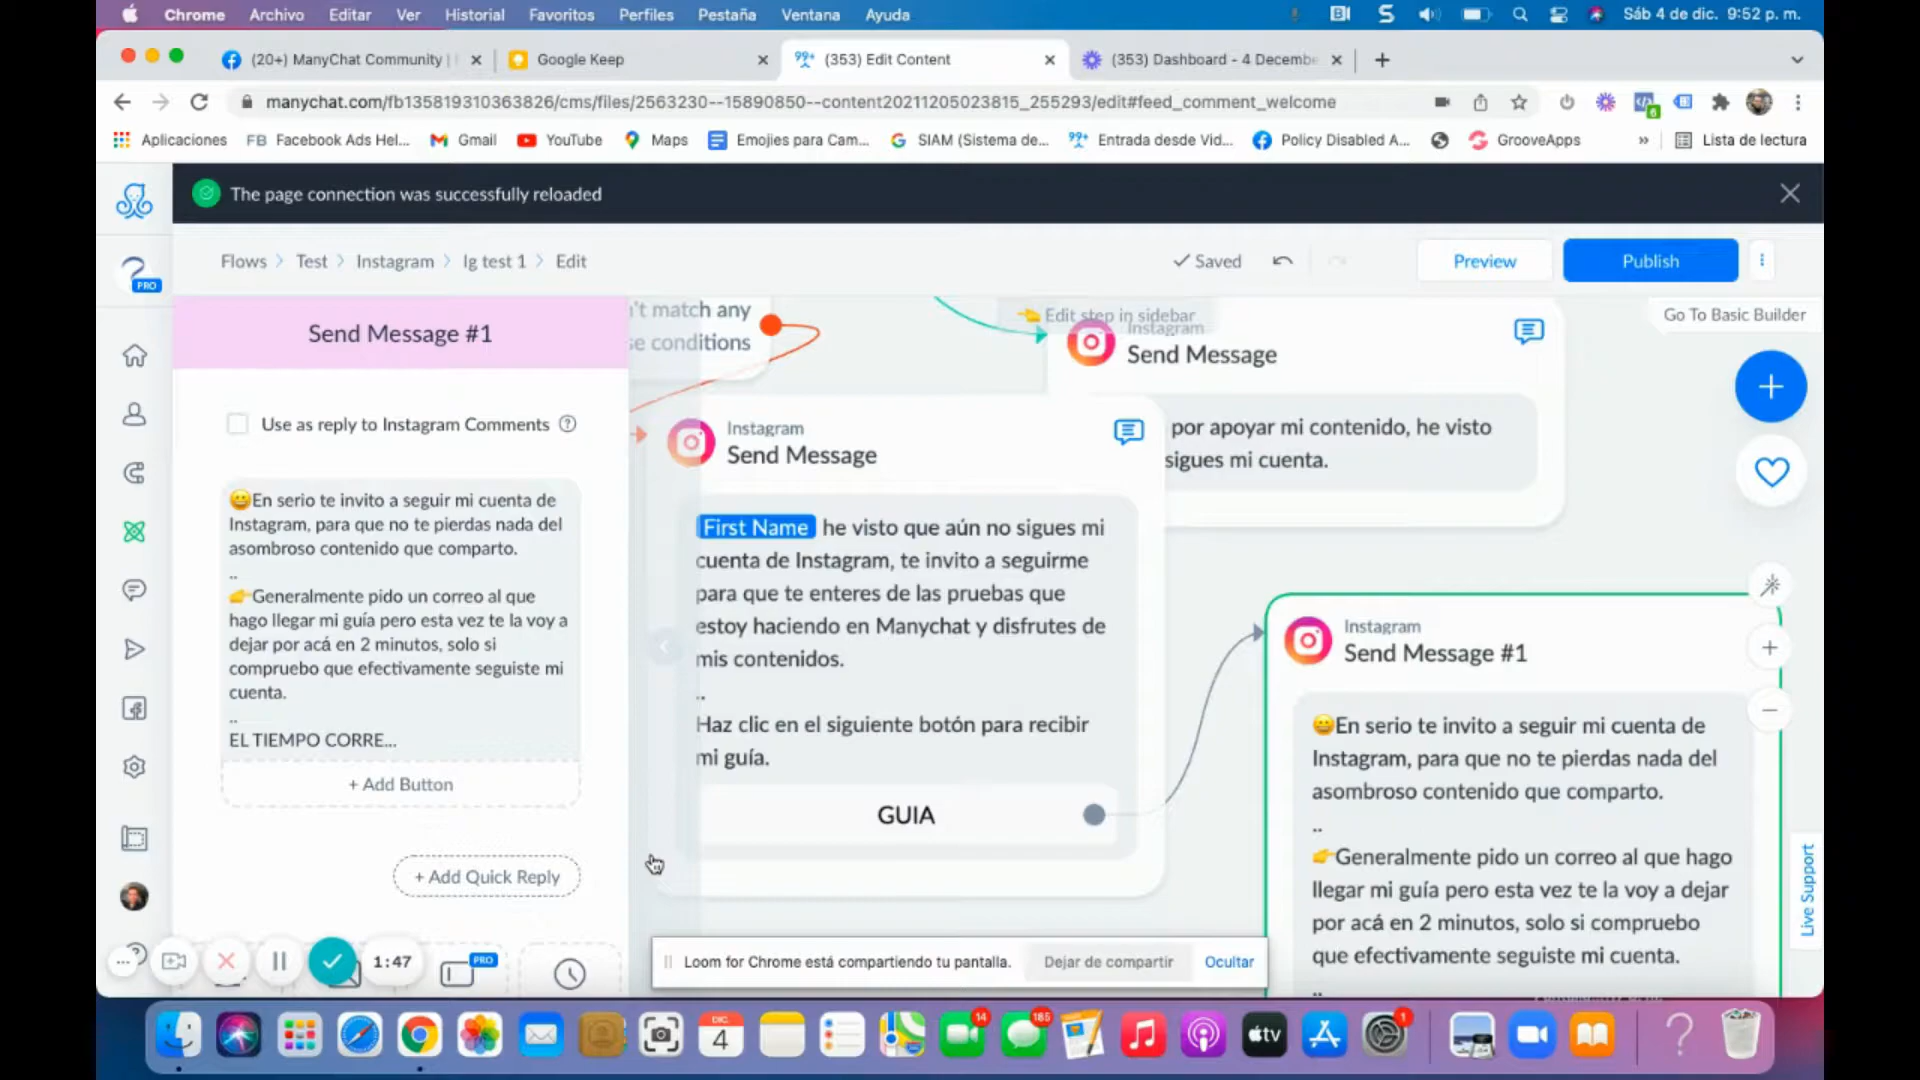 Chrome Archivo Editar Ver Historial Favoritos Perfiles Pestaña Ventana Ayuda Sáb 4 de dic. 9:52 p. m.
(20+) ManyChat Community | Google Keep (353) Edit Content (353) Dashboard - 4 Decembe
manychat.com/fb135819310363826/cms/files/2563230--15890850--content20211205023815_255293/edit#feed_comment_welcome
Aplicaciones FB Facebook Ads Hel... Gmail YouTube Maps Emojies para Cam... SIAM (Sistema de... Entrada desde Vid... Policy Disabled A... GrooveApps » Lista de lectura
The page connection was successfully reloaded
Flows > Test > Instagram > Ig test 1 > Edit Saved Preview Publish
PRO
Send Message #1
Use as reply to Instagram Comments
😀En serio te invito a seguir mi cuenta de
Instagram, para que no te pierdas nada del
asombroso contenido que comparto.
..
👉Generalmente pido un correo al que
hago llegar mi guía pero esta vez te la voy a
dejar por acá en 2 minutos, solo si
compruebo que efectivamente seguiste mi
cuenta.
..
EL TIEMPO CORRE...
+ Add Button
+ Add Quick Reply
PRO
1:47
't match any
se conditions
👈 Edit step in sidebar
Go To Basic Builder
Instagram
Send Message
por apoyar mi contenido, he visto
sigues mi cuenta.
Instagram
Send Message
First Name he visto que aún no sigues mi
cuenta de Instagram, te invito a seguirme
para que te enteres de las pruebas que
estoy haciendo en Manychat y disfrutes de
mis contenidos.
..
Haz clic en el siguiente botón para recibir
mi guía.
GUIA
Instagram
Send Message #1
😀En serio te invito a seguir mi cuenta de
Instagram, para que no te pierdas nada del
asombroso contenido que comparto.
..
👉Generalmente pido un correo al que hago
llegar mi guía pero esta vez te la voy a dejar
por acá en 2 minutos, solo si compruebo
que efectivamente seguiste mi cuenta.
..
Live Support
Loom for Chrome está compartiendo tu pantalla. Dejar de compartir Ocultar
DIC.
4
14
185
tv
1